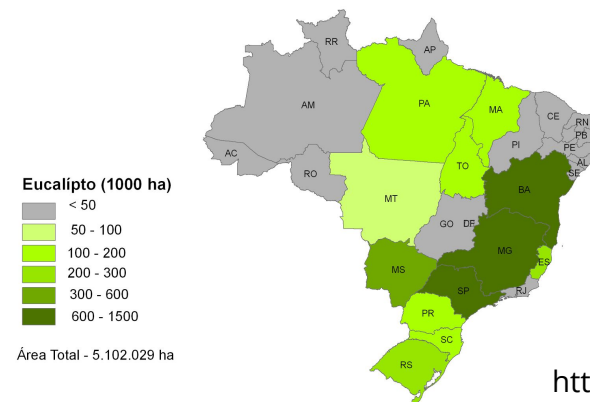 RR
AP
AM
PA
MA
CE
RN
PB
PE
AL
SE
PI
AC
RO
TO
BA
MT
GO
DF
MG
ES
MS
SP
RJ
PR
SC
RS
Eucalípto (1000 ha)
< 50
50 - 100
100 - 200
200 - 300
300 - 600
600 - 1500
Área Total - 5.102.029 ha
htt